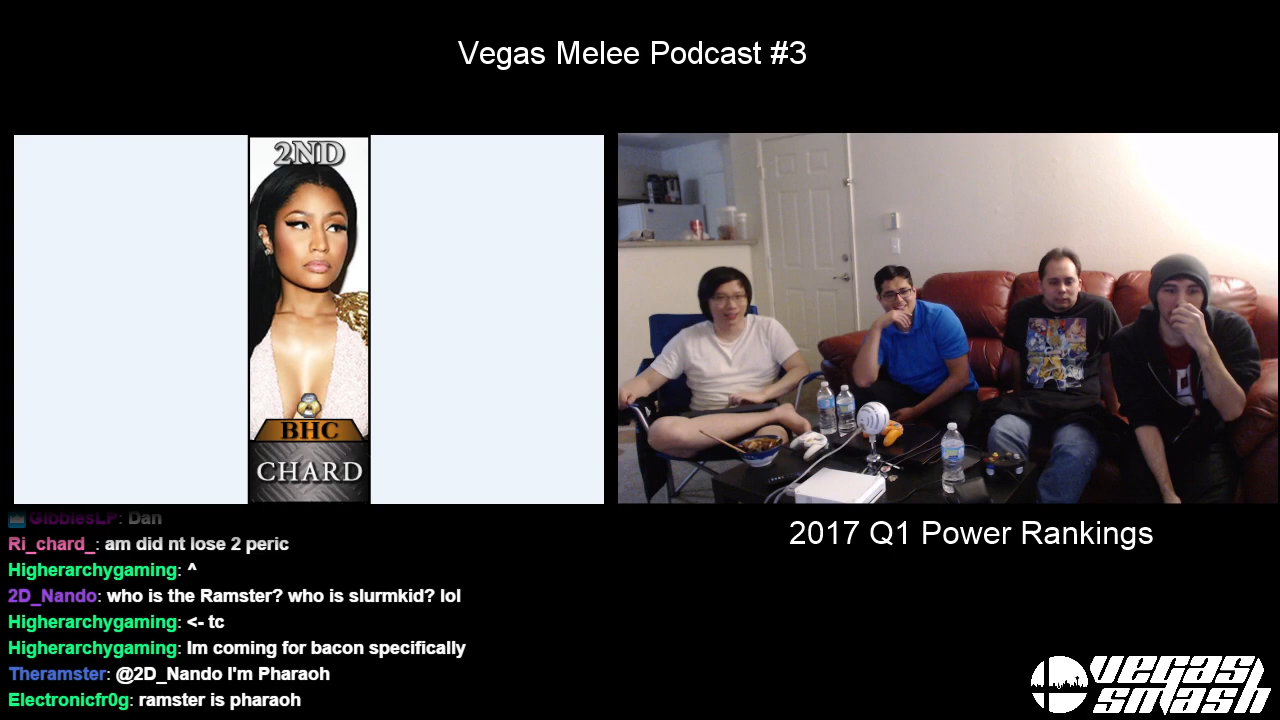 Vegas Melee Podcast #3
2ND
BHC
CHARD
2017 Q1 Power Rankings
GibblesLP: Dan
Ri_chard_: am did nt lose 2 peric
Higherarchygaming: ^
2D_Nando: who is the Ramster? who is slurmkid? lol
Higherarchygaming: <- tc
Higherarchygaming: Im coming for bacon specifically
Theramster: @2D_Nando I'm Pharaoh
Electronicfr0g: ramster is pharaoh
VEGAS
SMASH